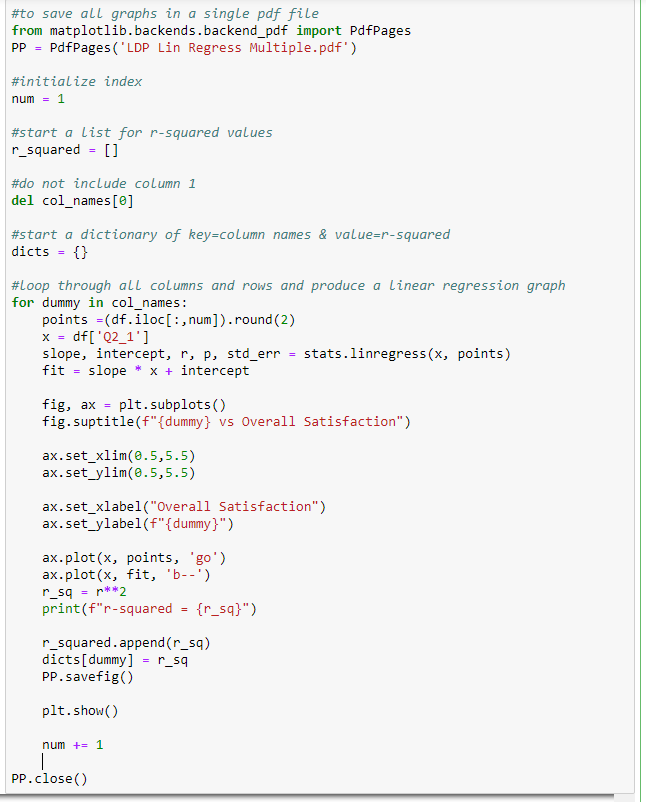 #to save all graphs in a single pdf file
from matplotlib.backends.backend_pdf import PdfPages
PP = PdfPages('LDP Lin Regress Multiple.pdf')
#initialize index
num = 1
#start a list for r-squared values
r_squared = []
#do not include column 1
del col_names[0]
#start a dictionary of key=column names & value=r-squared
dicts = {}
#loop through all columns and rows and produce a linear regression graph
for dummy in col_names:
    points =(df.iloc[:,num]).round(2)
    x = df['Q2_1']
    slope, intercept, r, p, std_err = stats.linregress(x, points)
    fit = slope * x + intercept
    fig, ax = plt.subplots()
    fig.suptitle(f"{dummy} vs Overall Satisfaction")
    ax.set_xlim(0.5,5.5)
    ax.set_ylim(0.5,5.5)
    ax.set_xlabel("Overall Satisfaction")
    ax.set_ylabel(f"{dummy}")
    ax.plot(x, points, 'go')
    ax.plot(x, fit, 'b--')
    r_sq = r**2
    print(f"r-squared = {r_sq}")
    r_squared.append(r_sq)
    dicts[dummy] = r_sq
    PP.savefig()
    plt.show()
    num += 1
PP.close()